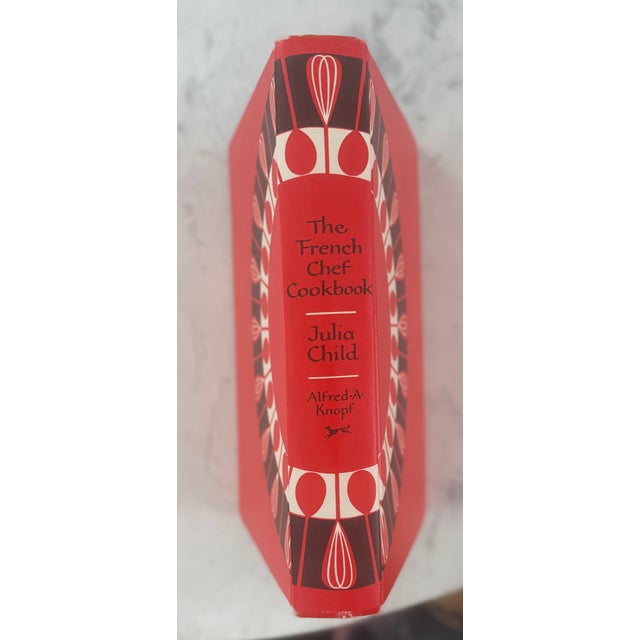 The
French
Chef
Cookbook
Julia
Child
Alfred·A·
Knopf